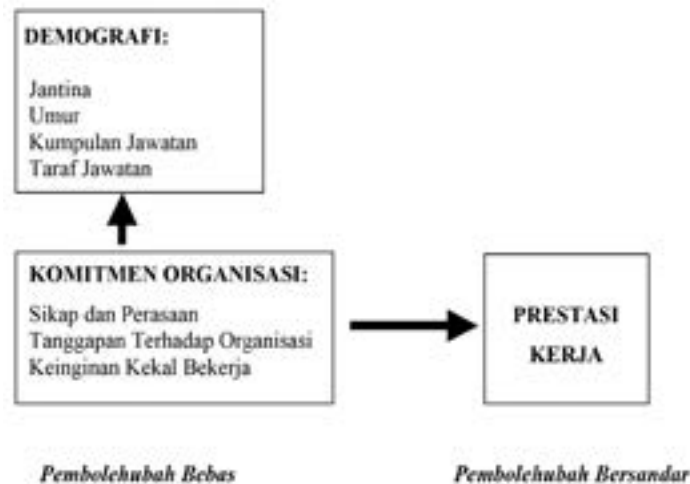 DEMOGRAFI:
Jantina
Umur
Kumpulan Jawatan
Taraf Jawatan
KOMITMEN ORGANISASI:
Sikap dan Perasaan
Tanggapan Terhadap Organisasi
Keinginan Kekal Bekerja
PRESTASI
KERJA
Pembolehubah Bebas
Pembolehubah Bersandar